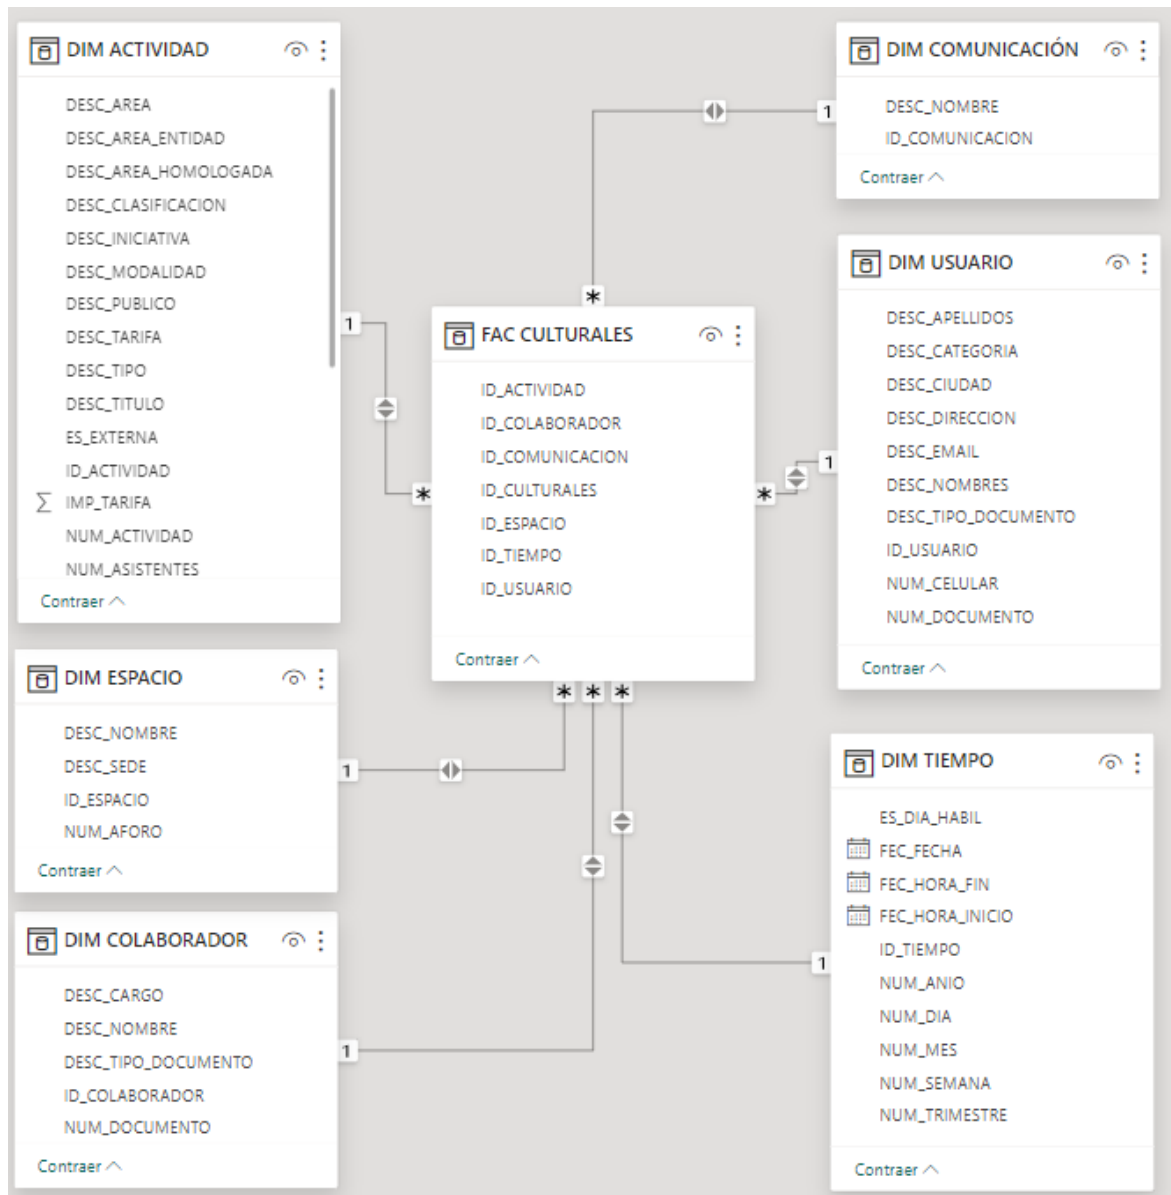 DIM ACTIVIDAD
DESC_AREA
DESC_AREA_ENTIDAD
DESC_AREA_HOMOLOGADA
DESC_CLASIFICACION
DESC_INICIATIVA
DESC_MODALIDAD
DESC_PUBLICO
DESC_TARIFA
DESC_TIPO
DESC_TITULO
ES_EXTERNA
ID_ACTIVIDAD
∑ IMP_TARIFA
NUM_ACTIVIDAD
NUM_ASISTENTES
Contraer
1
*
DIM ESPACIO
DESC_NOMBRE
DESC_SEDE
ID_ESPACIO
NUM_AFORO
Contraer
1
DIM COLABORADOR
DESC_CARGO
DESC_NOMBRE
DESC_TIPO_DOCUMENTO
ID_COLABORADOR
NUM_DOCUMENTO
Contraer
1
*
FAC CULTURALES
ID_ACTIVIDAD
ID_COLABORADOR
ID_COMUNICACION
ID_CULTURALES
ID_ESPACIO
ID_TIEMPO
ID_USUARIO
Contraer
* * *
DIM COMUNICACIÓN
1
DESC_NOMBRE
ID_COMUNICACION
Contraer
DIM USUARIO
DESC_APELLIDOS
DESC_CATEGORIA
DESC_CIUDAD
DESC_DIRECCION
DESC_EMAIL
DESC_NOMBRES
DESC_TIPO_DOCUMENTO
ID_USUARIO
NUM_CELULAR
NUM_DOCUMENTO
Contraer
* 1
DIM TIEMPO
ES_DIA_HABIL
FEC_FECHA
FEC_HORA_FIN
FEC_HORA_INICIO
ID_TIEMPO
NUM_ANIO
NUM_DIA
NUM_MES
NUM_SEMANA
NUM_TRIMESTRE
Contraer
1